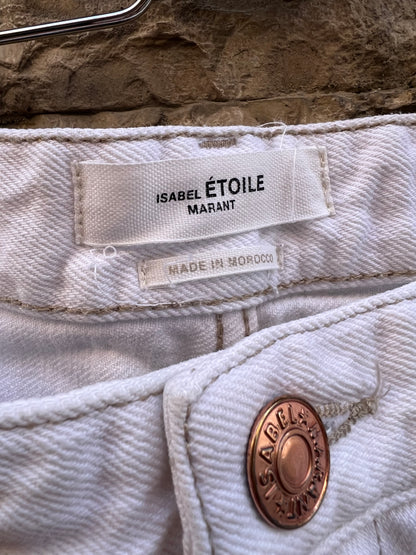 ISABEL ÉTOILE
MARANT
MADE IN MOROCCO
ISABEL MARANT